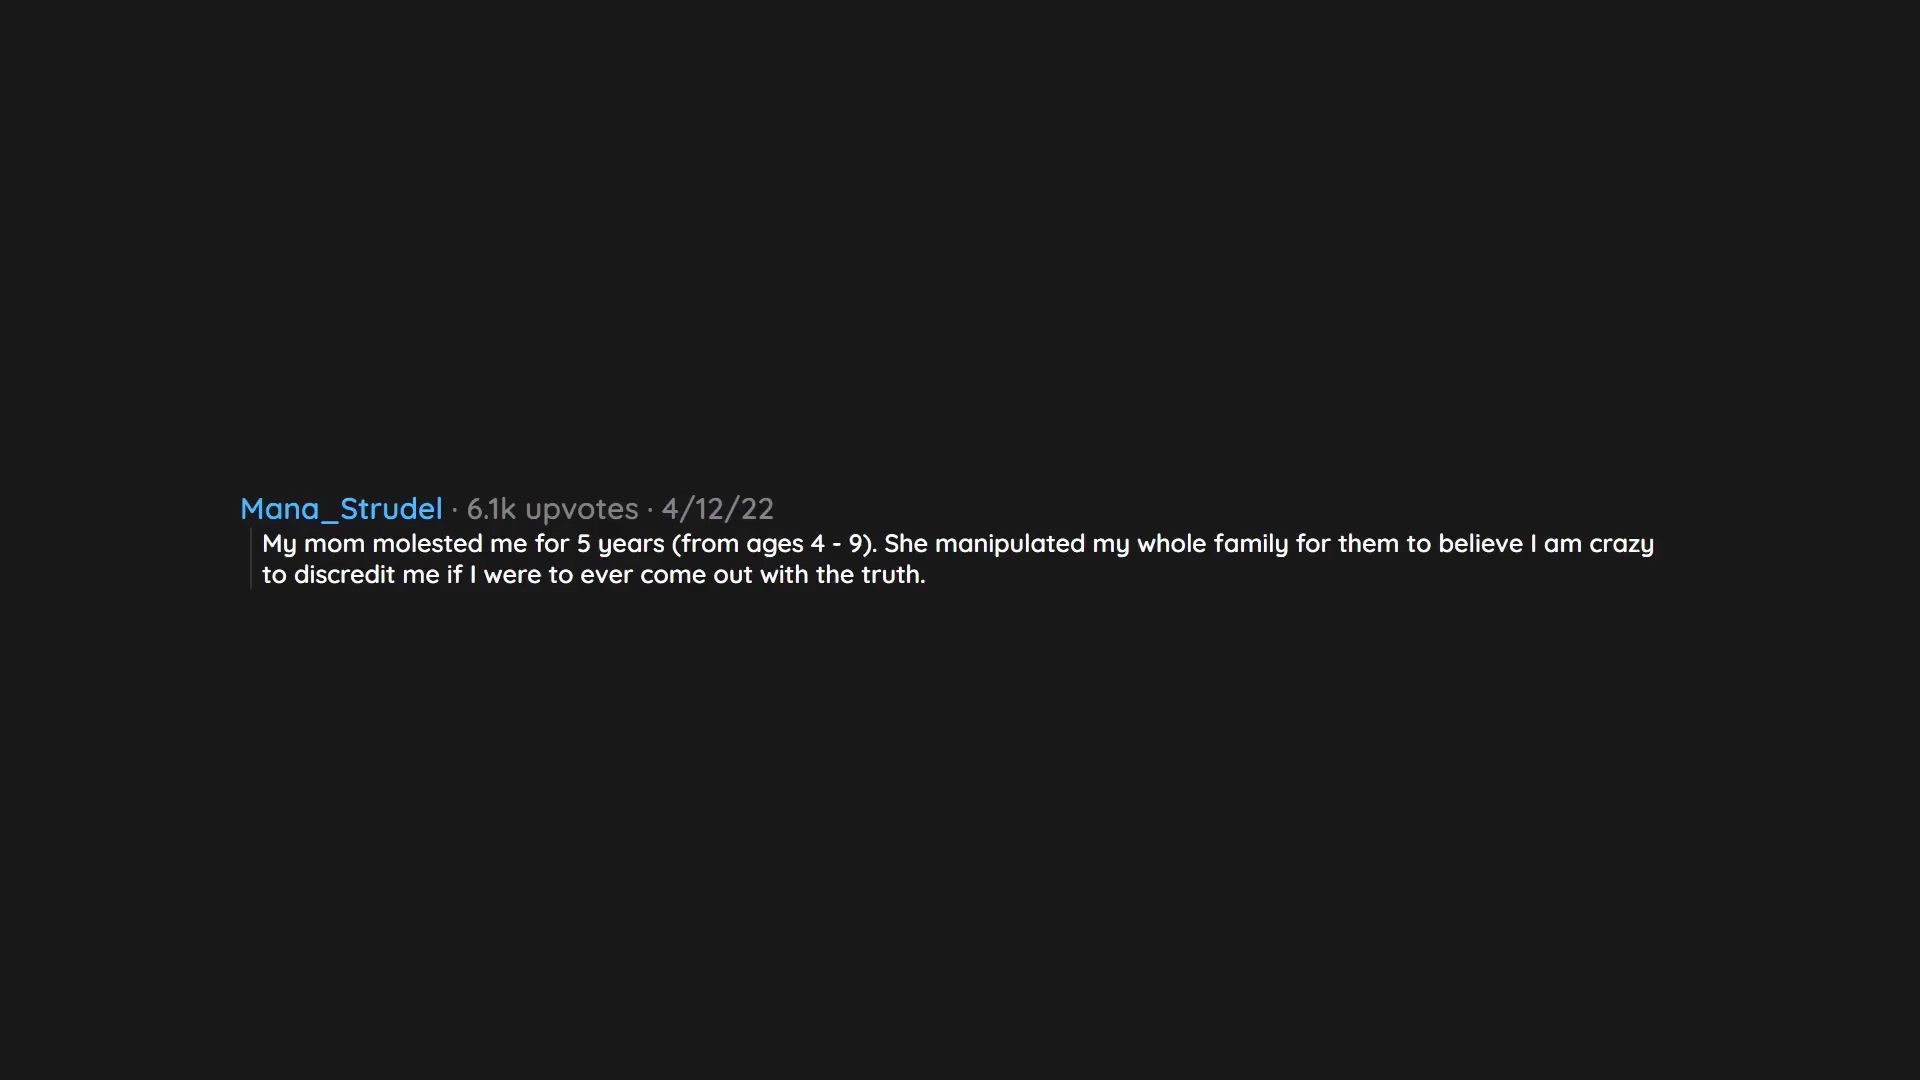 Mana_Strudel · 6.1k upvotes · 4/12/22
My mom molested me for 5 years (from ages 4 - 9). She manipulated my whole family for them to believe I am crazy
to discredit me if I were to ever come out with the truth.